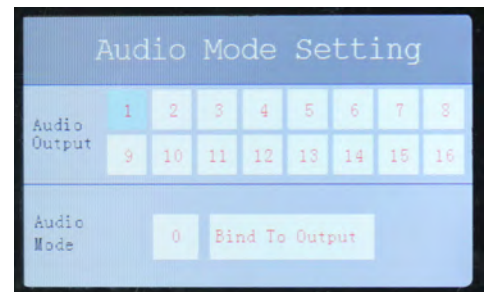 Audio Mode Setting
Audio Output
1 2 3 4 5 6 7 8
9 10 11 12 13 14 15 16
Audio Mode
0 Bind To Output